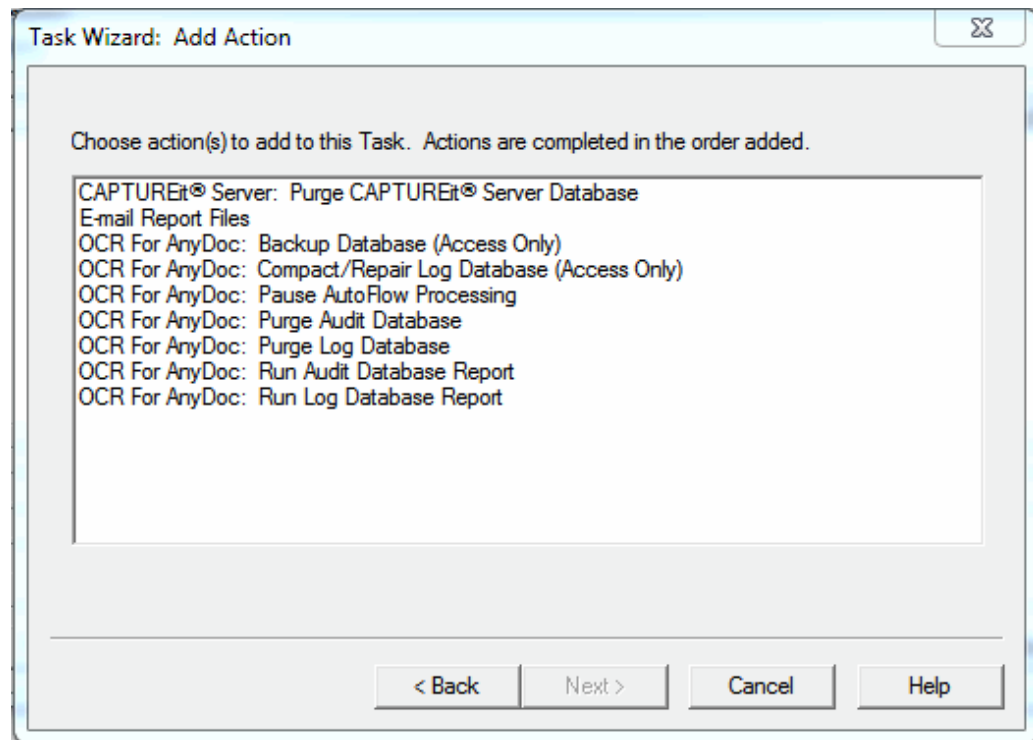 Task Wizard: Add Action
Choose action(s) to add to this Task. Actions are completed in the order added.
CAPTUREit® Server: Purge CAPTUREit® Server Database
E-mail Report Files
OCR For AnyDoc: Backup Database (Access Only)
OCR For AnyDoc: Compact/Repair Log Database (Access Only)
OCR For AnyDoc: Pause AutoFlow Processing
OCR For AnyDoc: Purge Audit Database
OCR For AnyDoc: Purge Log Database
OCR For AnyDoc: Run Audit Database Report
OCR For AnyDoc: Run Log Database Report
< Back Next > Cancel Help